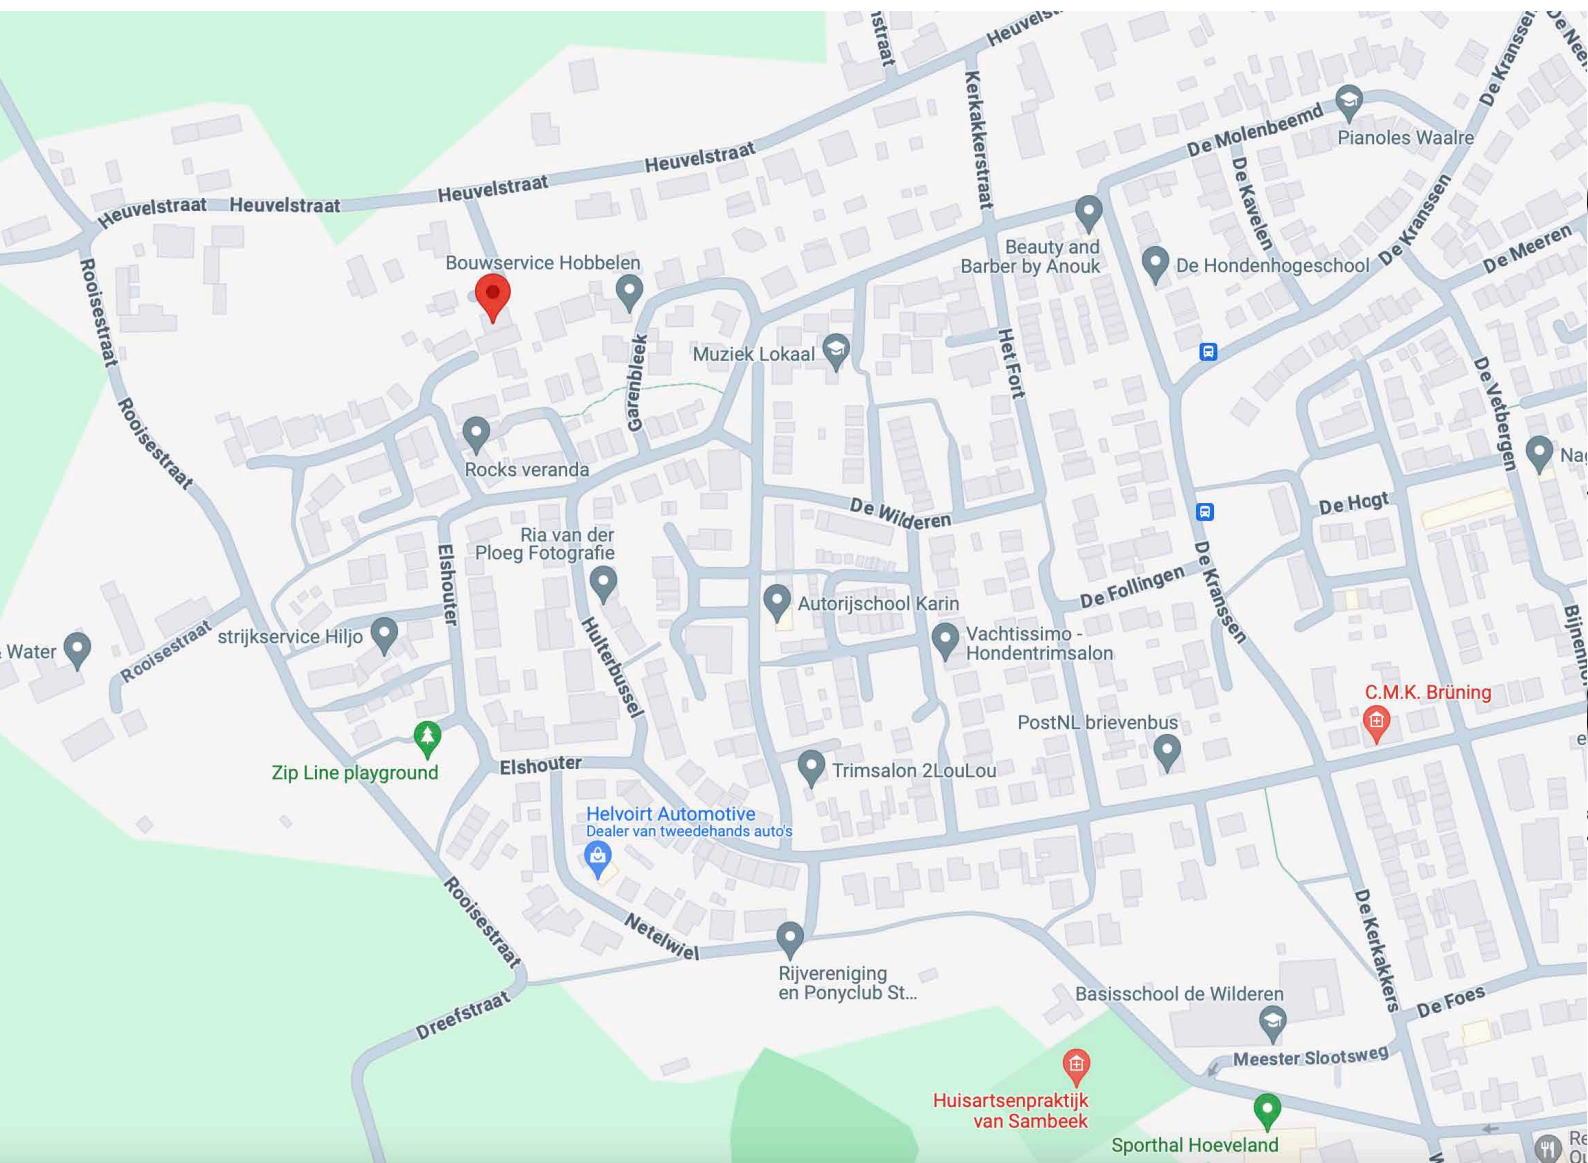 Heuvelstraat
Kerkakkerstraat
De Kranssen
De Molenbeemd
Pianoles Waalre
Heuvelstraat
Heuvelstraat
Heuvelstraat
Heuvelstraat
De Kavelen
De Kranssen
De Meeren
Beauty and
Barber by Anouk
De Hondenhogeschool
Bouwservice Hobbelen
Rooisestraat
Garenbleek
Muziek Lokaal
Het Fort
De Vetbergen
Rooisestraat
Rocks veranda
De Wilderen
De Hogt
Ria van der
Ploeg Fotografie
Elshouter
De Follingen
De Kranssen
Autorijschool Karin
strijkservice Hiljo
Rooisestraat
Water
Hulterbussel
Vachtissimo -
Hondentrimsalon
C.M.K. Brüning
PostNL brievenbus
Zip Line playground
Elshouter
Trimsalon 2LouLou
Helvoirt Automotive
Dealer van tweedehands auto's
Rooisestraat
Netelwiel
De Kerkakkers
Rijvereniging
en Ponyclub St...
Basisschool de Wilderen
De Foes
Dreefstraat
Meester Slootsweg
Huisartsenpraktijk
van Sambeek
Sporthal Hoeveland